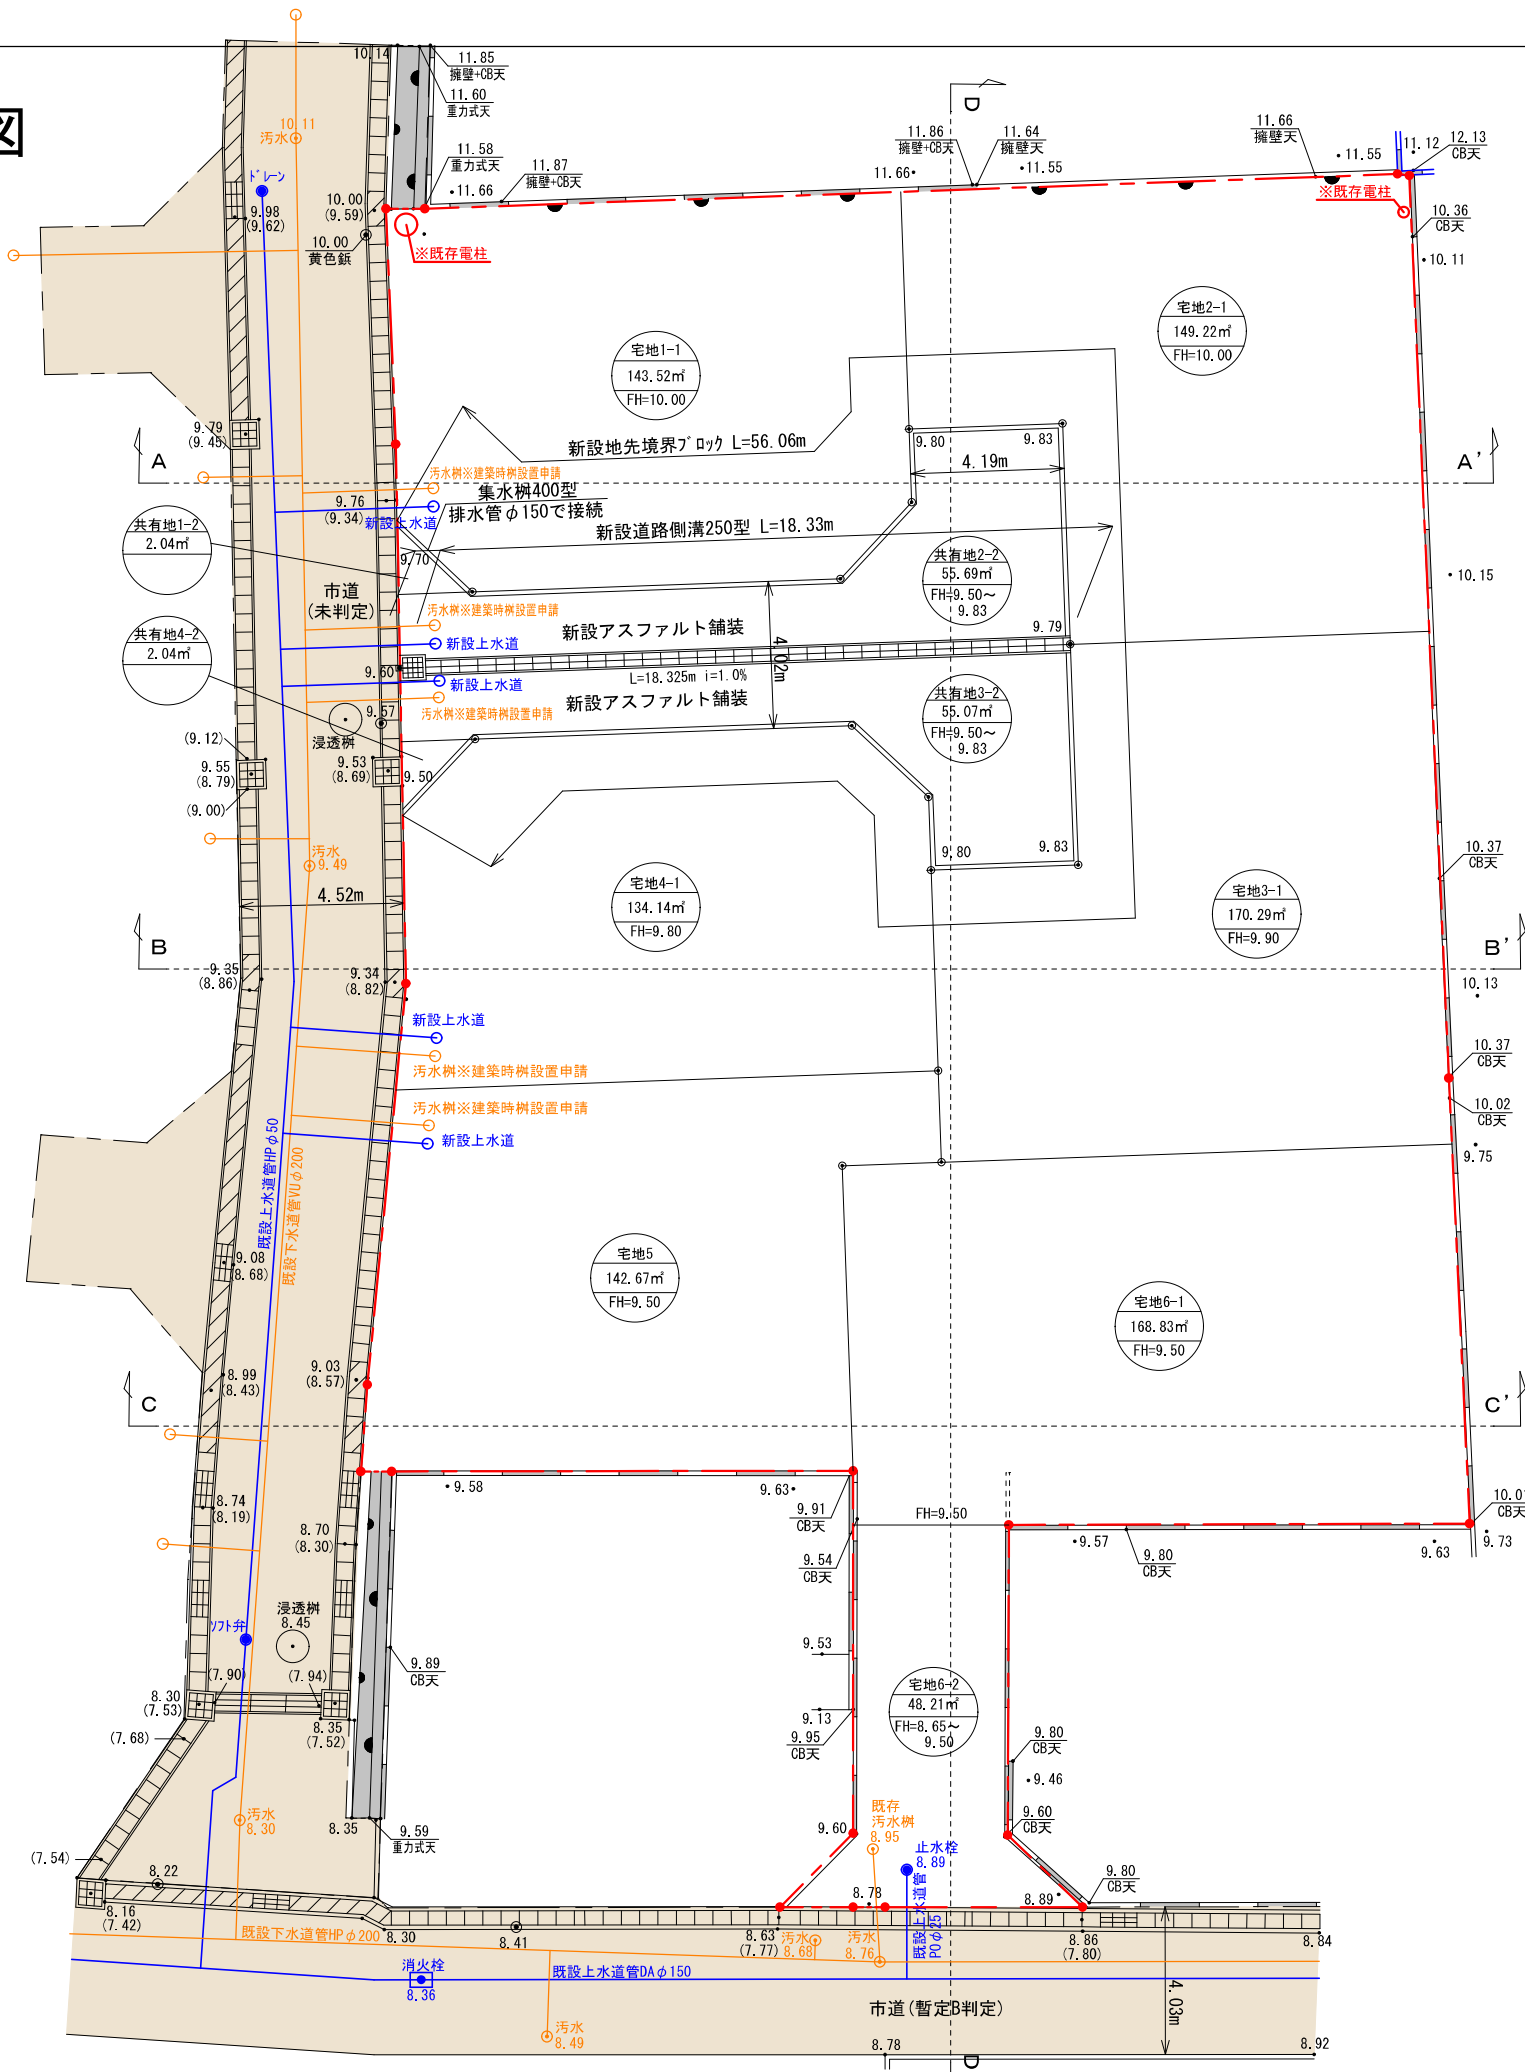 図
10.14
11.85
擁壁+CB天
11.60
重力式天
11.58
重力式天
11.87
擁壁+CB天
・11.66
D
11.86
擁壁+CB天
11.64
擁壁天
11.66・
・11.55
11.66
擁壁天
・11.55
11.12
12.13
CB天
※既存電柱
10.36
CB天
・10.11
10.11
汚水
ドレーン
9.98
(9.62)
10.00
(9.59)
10.00
黄色鋲
※既存電柱
宅地1-1
143.52㎡
FH=10.00
宅地2-1
149.22㎡
FH=10.00
9.79
(9.45)
A
A'
新設地先境界ブロック L=56.06m
9.80
9.83
4.19m
汚水桝※建築時桝設置申請
集水桝400型
排水管φ150で接続
9.76
(9.34)
新設上水道
新設道路側溝250型 L=18.33m
共有地1-2
2.04㎡
9.70
市道
(未判定)
共有地2-2
55.69㎡
FH=9.50～
9.83
・10.15
汚水桝※建築時桝設置申請
新設上水道
新設アスファルト舗装
4.02m
9.79
共有地4-2
2.04㎡
9.60
L=18.325m i=1.0%
新設上水道
新設アスファルト舗装
汚水桝※建築時桝設置申請
共有地3-2
55.07㎡
FH=9.50～
9.83
9.57
浸透桝
(9.12)
9.55
(8.79)
(9.00)
9.53
(8.69)
9.50
汚水
9.49
9.80
9.83
10.37
CB天
4.52m
宅地4-1
134.14㎡
FH=9.80
宅地3-1
170.29㎡
FH=9.90
B
B'
9.35
(8.86)
9.34
(8.82)
10.13
新設上水道
汚水桝※建築時桝設置申請
10.37
CB天
10.02
CB天
汚水桝※建築時桝設置申請
新設上水道
9.75
既設上水道管HPφ50
既設下水道管VUφ200
9.08
(8.68)
宅地5
142.67㎡
FH=9.50
宅地6-1
168.83㎡
FH=9.50
8.99
(8.43)
9.03
(8.57)
C
C'
・9.58
9.63・
9.91
CB天
FH=9.50
10.01
CB天
8.74
(8.19)
8.70
(8.30)
9.54
CB天
・9.57
9.80
CB天
9.63
9.73
浸透桝
8.45
ソフト弁
9.53
9.89
CB天
(7.90)
(7.94)
8.30
(7.53)
8.35
(7.52)
(7.68)
宅地6-2
48.21㎡
FH=8.65～
9.50
9.13
9.95
CB天
9.80
CB天
・9.46
汚水
8.30
8.35
9.59
重力式天
9.60
既存
汚水桝
8.95
止水栓
8.89
9.60
CB天
(7.54)
8.22
9.80
CB天
8.16
(7.42)
8.78
8.89
既設下水道管HPφ200
8.30
8.41
8.63
(7.77)
汚水
8.68
汚水
8.76
既設上水道管
POφ25
8.86
(7.80)
8.84
消火栓
8.36
既設上水道管DAφ150
市道(暫定B判定)
4.03m
汚水
8.49
8.78
D
8.92